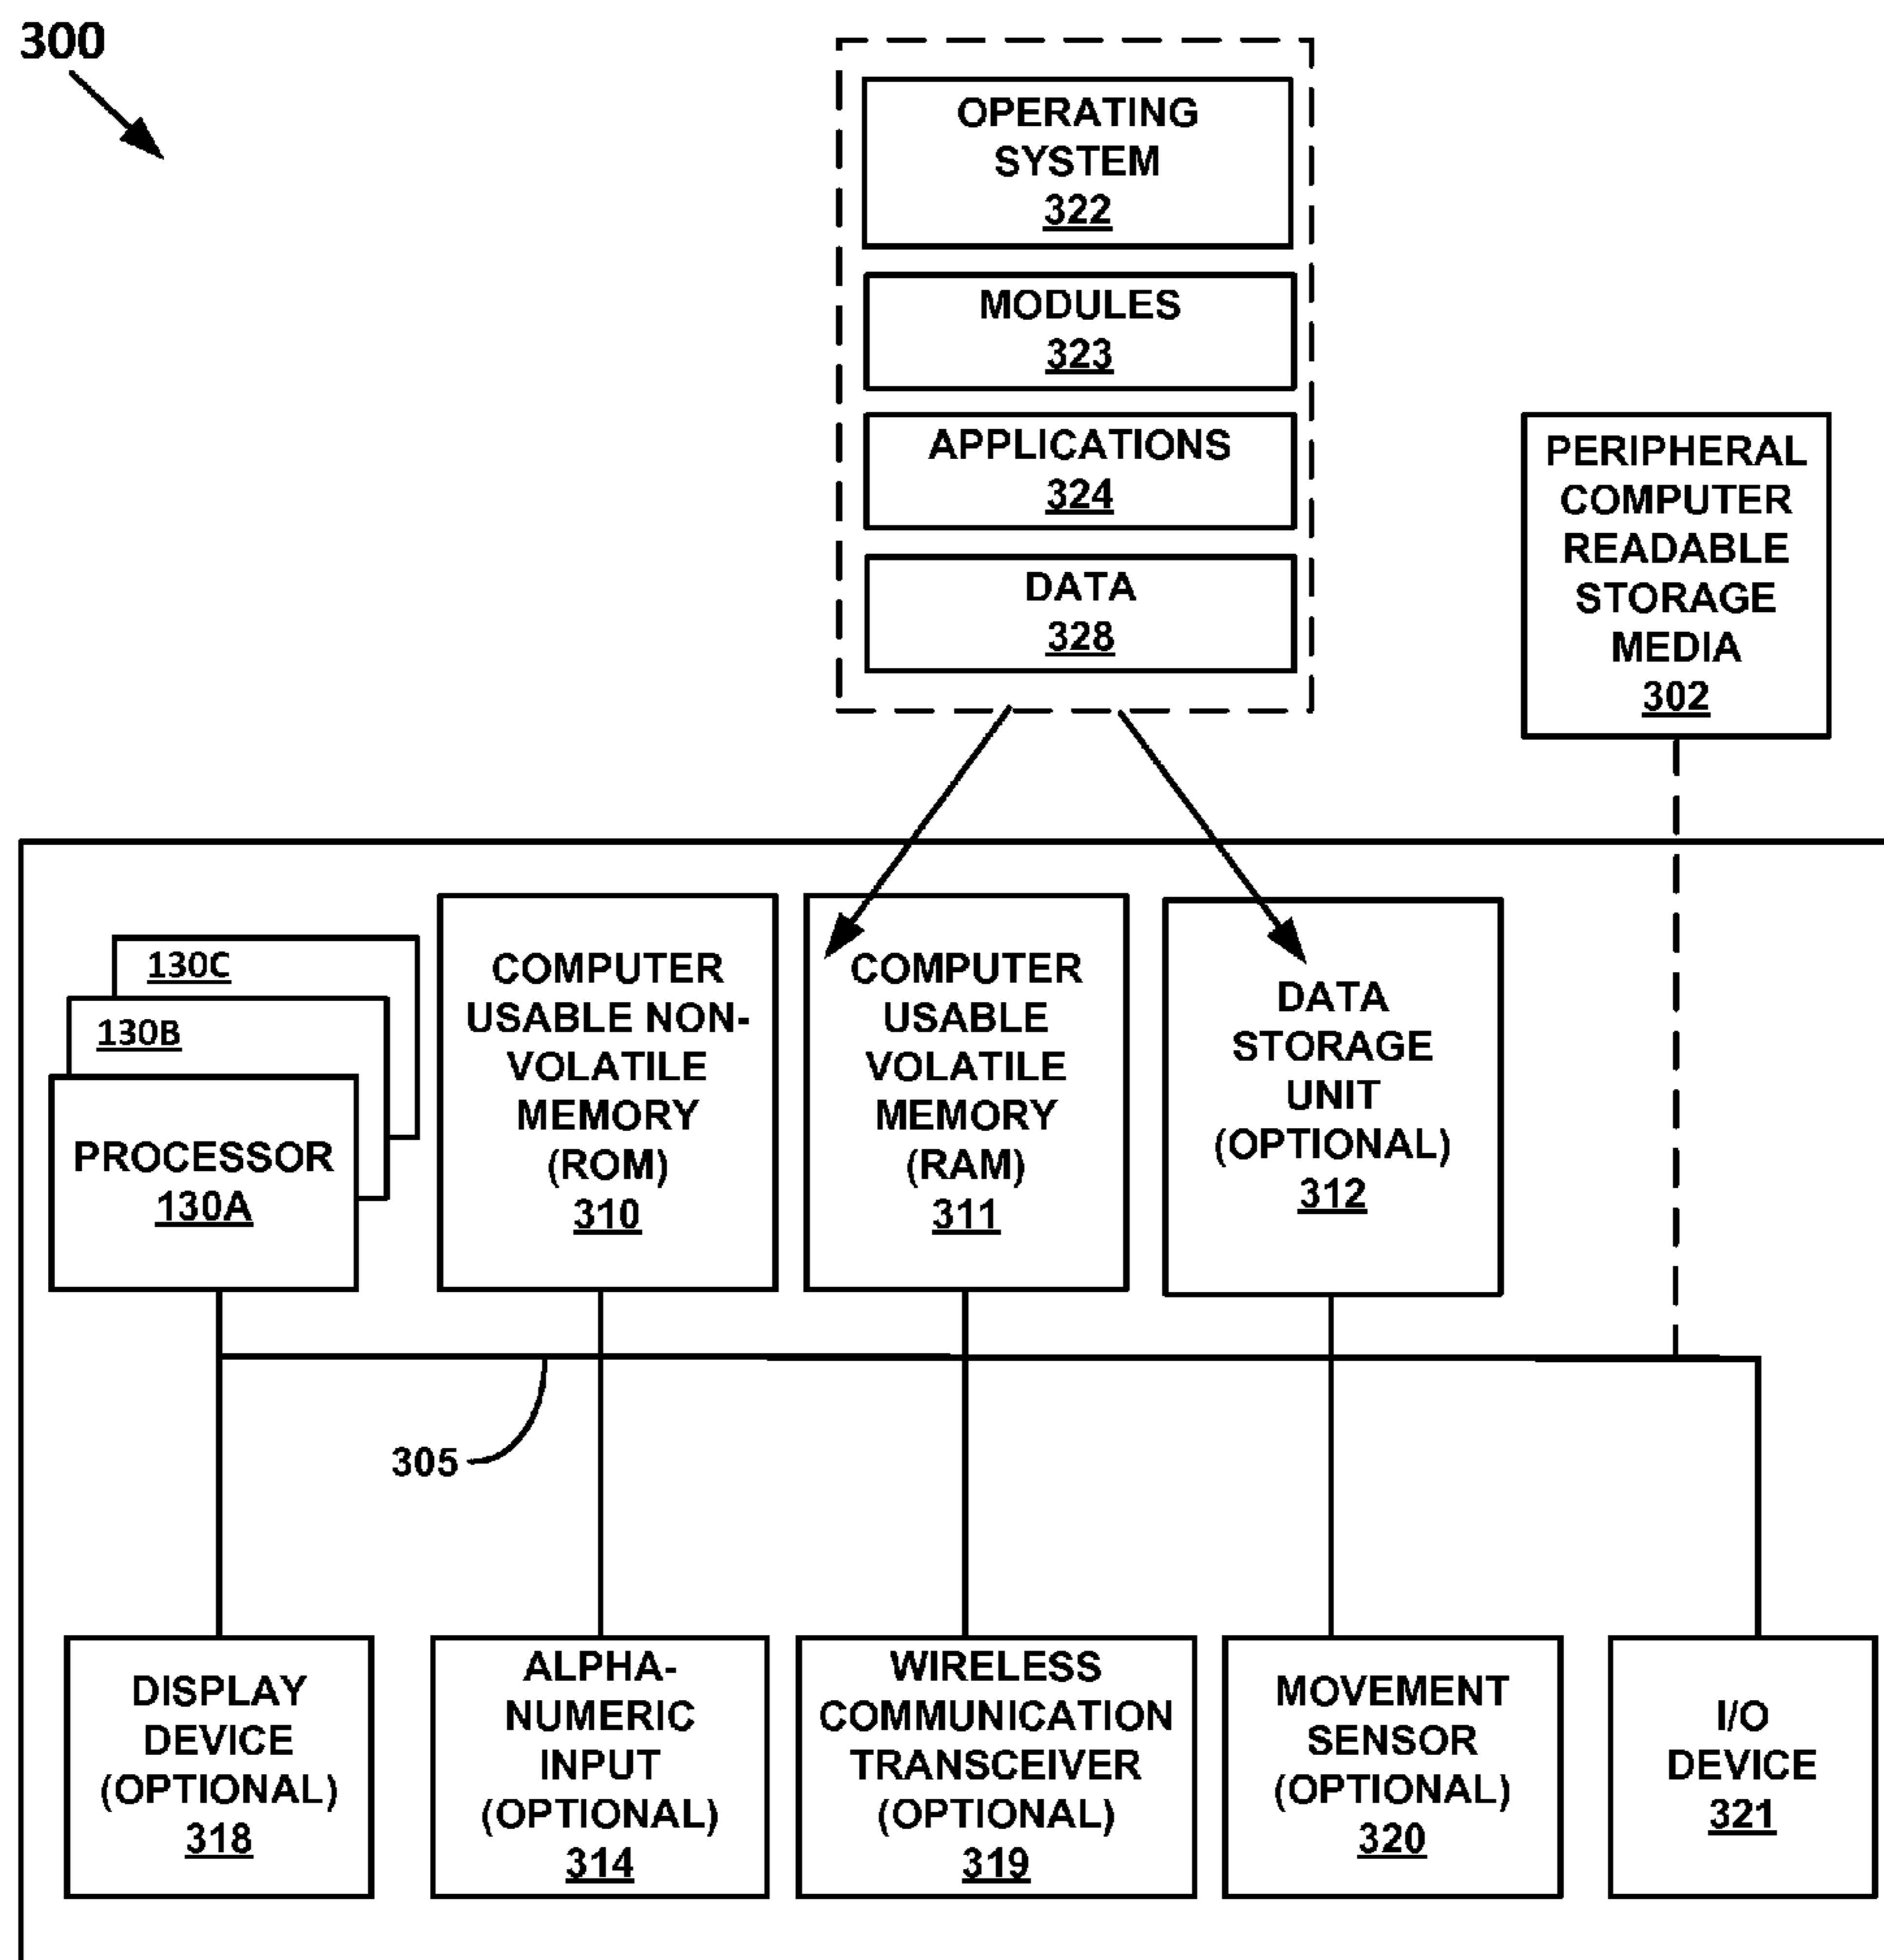 300
OPERATING
SYSTEM
322
MODULES
323
APPLICATIONS
324
DATA
328
PERIPHERAL
COMPUTER
READABLE
STORAGE
MEDIA
302
130C
130B
PROCESSOR
130A
COMPUTER
USABLE NON-
VOLATILE
MEMORY
(ROM)
310
COMPUTER
USABLE
VOLATILE
MEMORY
(RAM)
311
DATA
STORAGE
UNIT
(OPTIONAL)
312
305
DISPLAY
DEVICE
(OPTIONAL)
318
ALPHA-
NUMERIC
INPUT
(OPTIONAL)
314
WIRELESS
COMMUNICATION
TRANSCEIVER
(OPTIONAL)
319
MOVEMENT
SENSOR
(OPTIONAL)
320
I/O
DEVICE
321